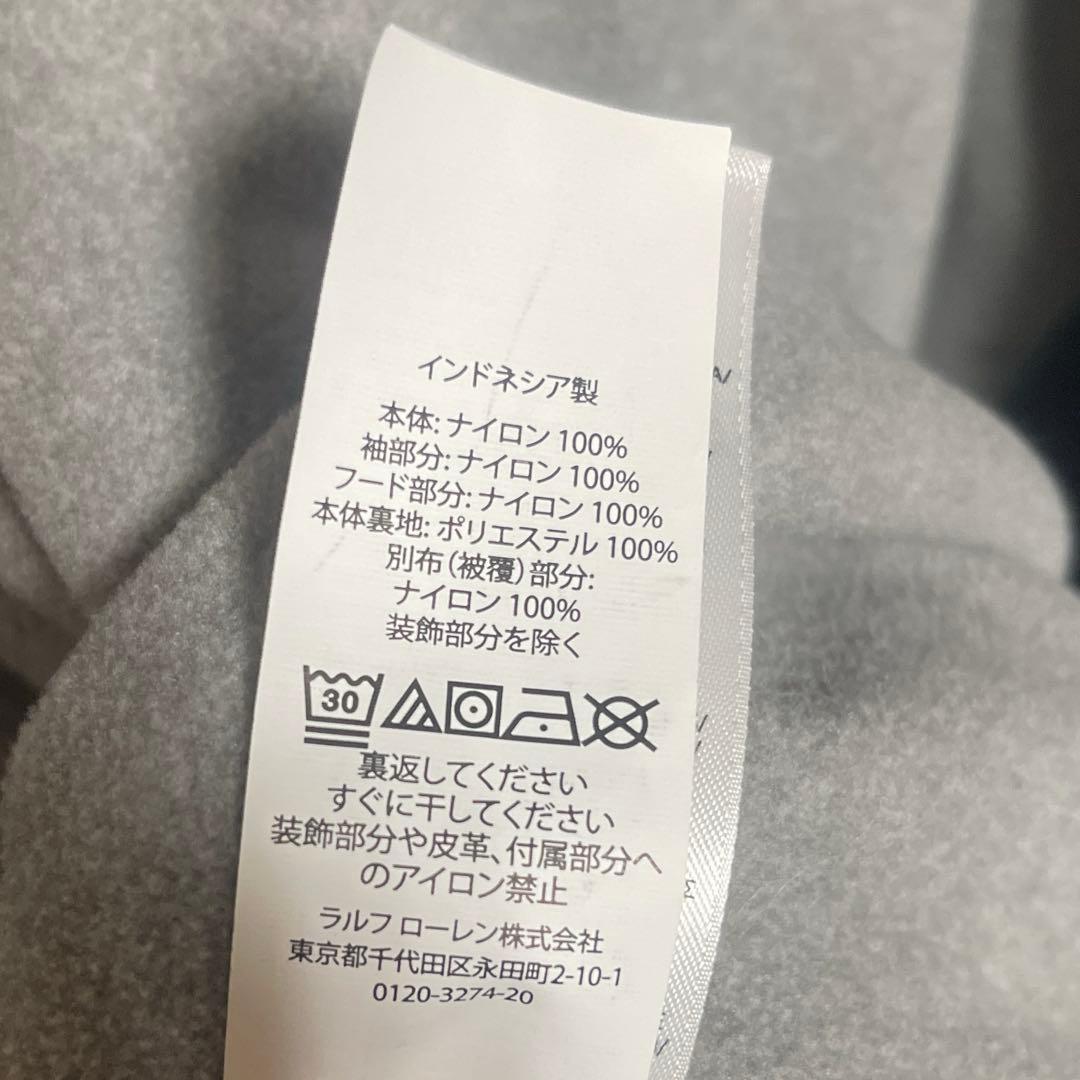 インドネシア製
本体: ナイロン 100%
袖部分: ナイロン 100%
フード部分: ナイロン 100%
本体裏地: ポリエステル 100%
別布(被覆)部分:
ナイロン 100%
装飾部分を除く
30
裏返してください
すぐに干してください
装飾部分や皮革、付属部分へ
のアイロン禁止
ラルフ ローレン株式会社
東京都千代田区永田町2-10-1
0120-3274-20